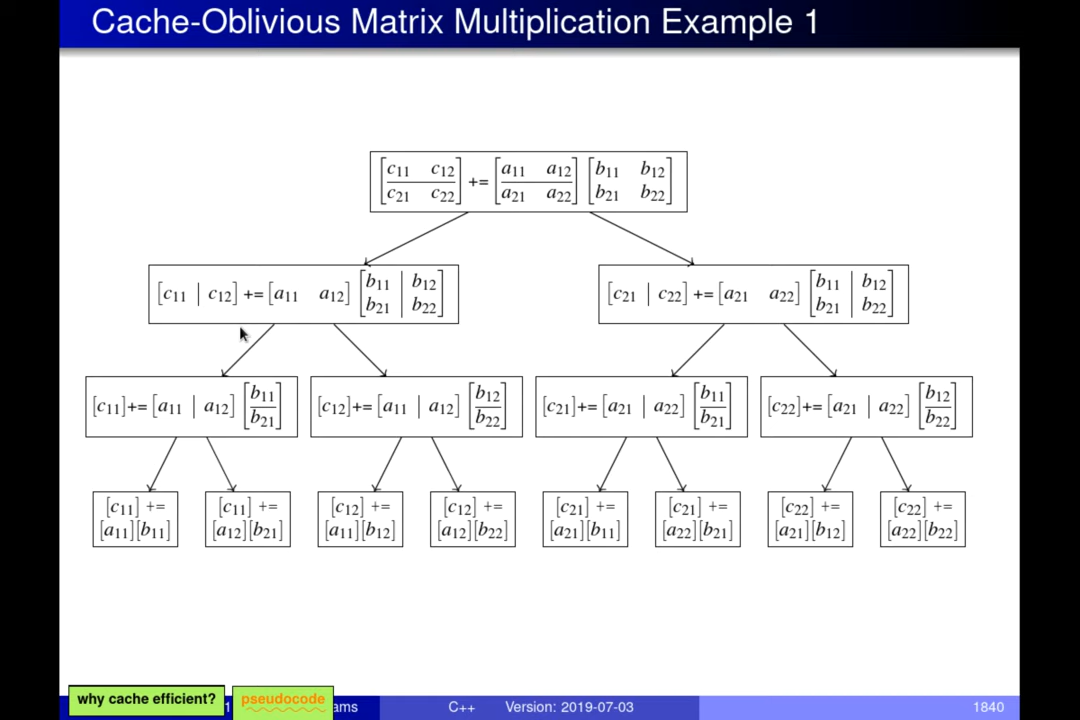 Cache-Oblivious Matrix Multiplication Example 1
[c11 c12 / c21 c22] += [a11 a12 / a21 a22] [b11 b12 / b21 b22]
[c11 | c12] += [a11 a12] [b11 | b12 / b21 | b22]
[c21 | c22] += [a21 a22] [b11 | b12 / b21 | b22]
[c11]+= [a11 | a12] [b11 / b21]
[c12]+= [a11 | a12] [b12 / b22]
[c21]+= [a21 | a22] [b11 / b21]
[c22]+= [a21 | a22] [b12 / b22]
[c11] +=
[a11][b11]
[c11] +=
[a12][b21]
[c12] +=
[a11][b12]
[c12] +=
[a12][b22]
[c21] +=
[a21][b11]
[c21] +=
[a22][b21]
[c22] +=
[a21][b12]
[c22] +=
[a22][b22]
why cache efficient?
pseudocode
C++ Version: 2019-07-03 1840